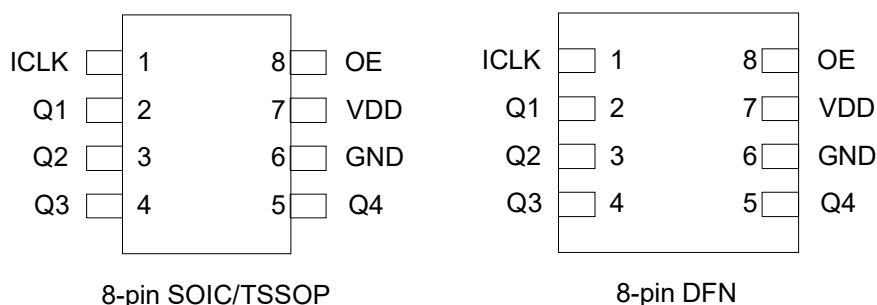 ICLK 1 8 OE
Q1 2 7 VDD
Q2 3 6 GND
Q3 4 5 Q4
8-pin SOIC/TSSOP
ICLK 1 8 OE
Q1 2 7 VDD
Q2 3 6 GND
Q3 4 5 Q4
8-pin DFN